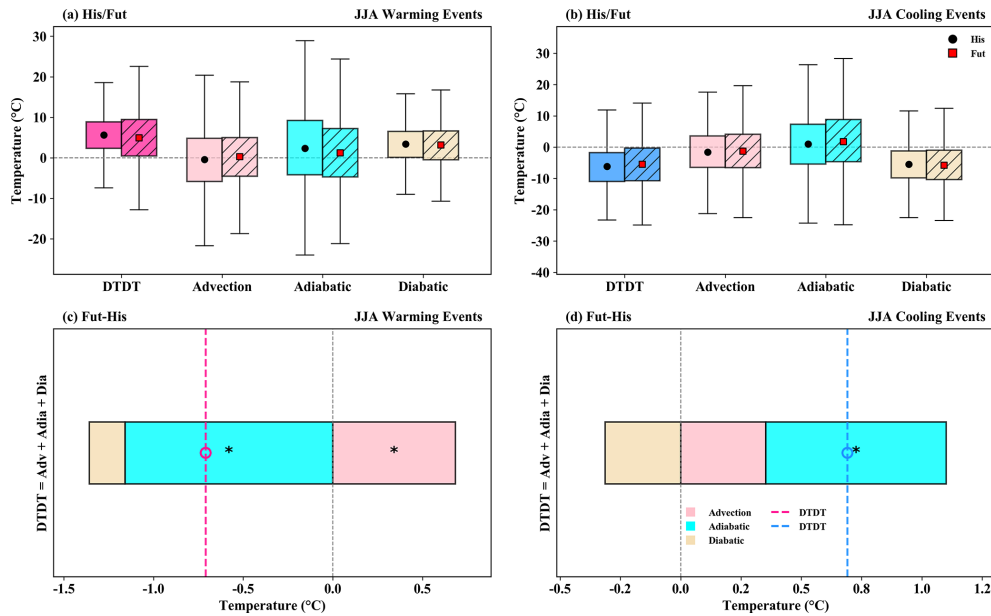 (a) His/Fut JJA Warming Events
Temperature (°C)
30
20
10
0
-10
-20
DTDT Advection Adiabatic Diabatic
(b) His/Fut JJA Cooling Events
His
Fut
Temperature (°C)
30
20
10
0
-10
-20
-30
-40
DTDT Advection Adiabatic Diabatic
(c) Fut-His JJA Warming Events
DTDT = Adv + Adia + Dia
*
*
-1.5 -1.0 -0.5 0.0 0.5
Temperature (°C)
(d) Fut-His JJA Cooling Events
DTDT = Adv + Adia + Dia
*
Advection DTDT
Adiabatic DTDT
Diabatic
-0.5 -0.2 0.0 0.2 0.5 0.8 1.0 1.2
Temperature (°C)